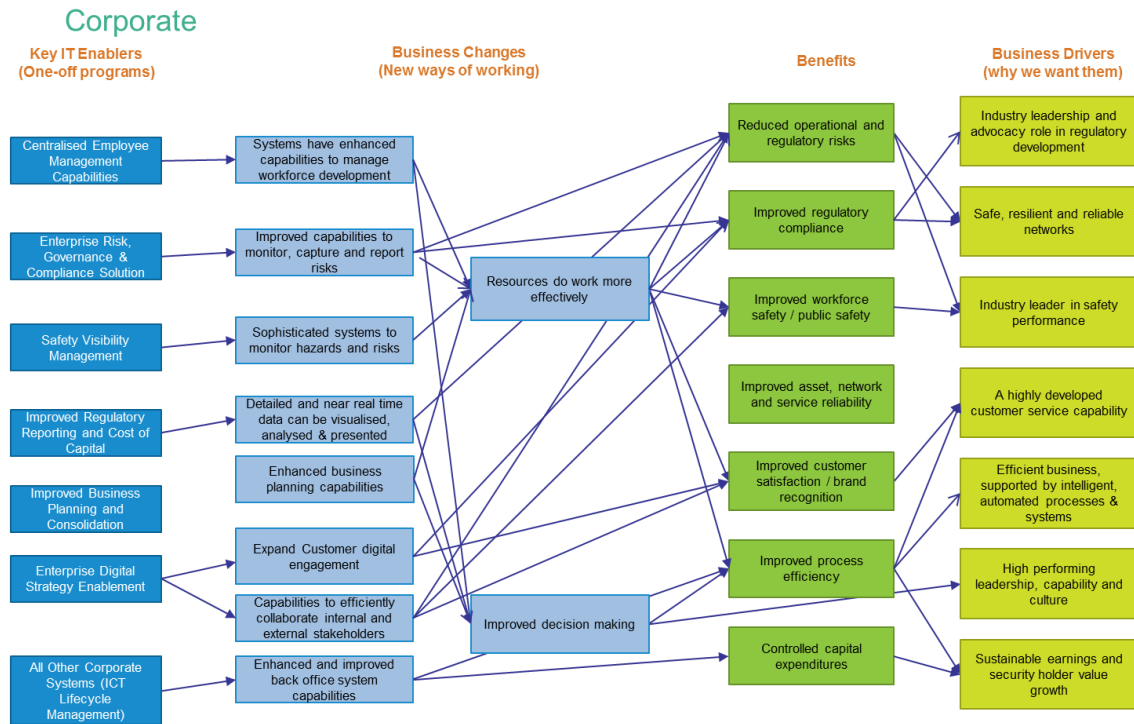 Corporate
Key IT Enablers
(One-off programs)
Business Changes
(New ways of working)
Benefits
Business Drivers
(why we want them)
Centralised Employee
Management
Capabilities
Enterprise Risk,
Governance &
Compliance Solution
Safety Visibility
Management
Improved Regulatory
Reporting and Cost of
Capital
Improved Business
Planning and
Consolidation
Enterprise Digital
Strategy Enablement
All Other Corporate
Systems (ICT
Lifecycle
Management)
Systems have enhanced
capabilities to manage
workforce development
Improved capabilities to
monitor, capture and report
risks
Sophisticated systems to
monitor hazards and risks
Detailed and near real time
data can be visualised,
analysed & presented
Enhanced business
planning capabilities
Expand Customer digital
engagement
Capabilities to efficiently
collaborate internal and
external stakeholders
Enhanced and improved
back office system
capabilities
Resources do work more
effectively
Improved decision making
Reduced operational and
regulatory risks
Improved regulatory
compliance
Improved workforce
safety / public safety
Improved asset, network
and service reliability
Improved customer
satisfaction / brand
recognition
Improved process
efficiency
Controlled capital
expenditures
Industry leadership and
advocacy role in regulatory
development
Safe, resilient and reliable
networks
Industry leader in safety
performance
A highly developed
customer service capability
Efficient business,
supported by intelligent,
automated processes &
systems
High performing
leadership, capability and
culture
Sustainable earnings and
security holder value
growth